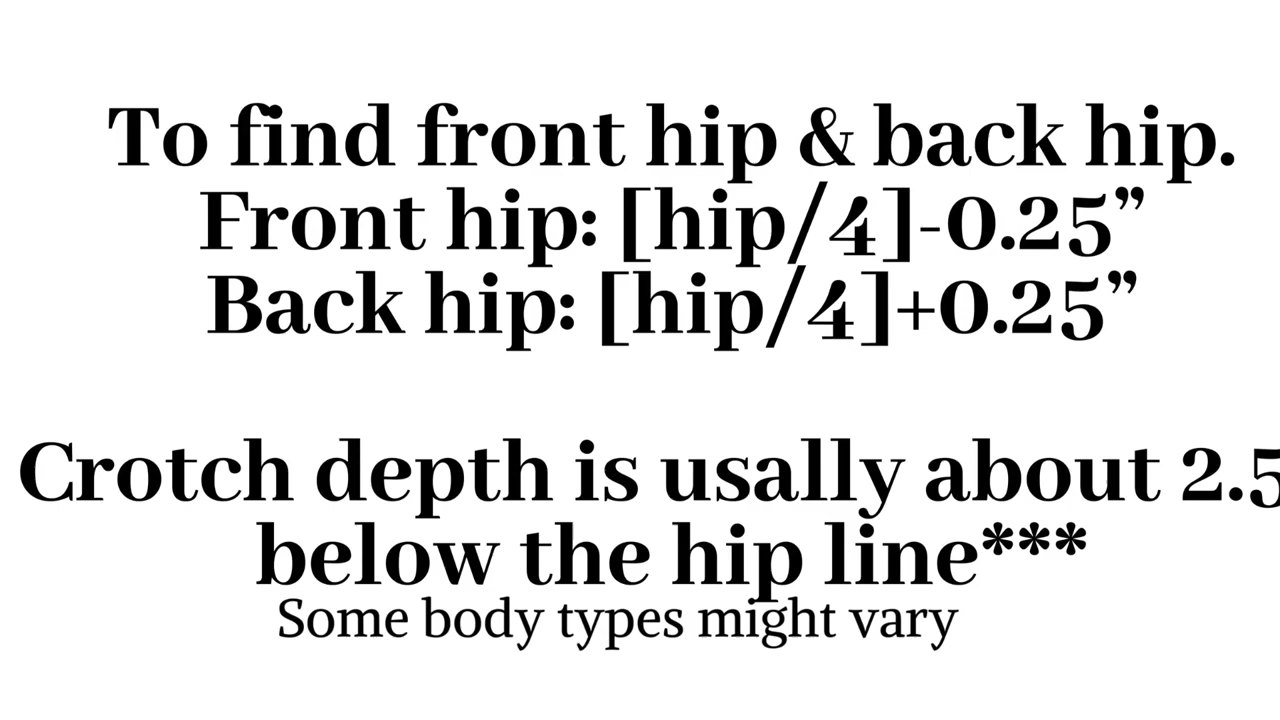 To find front hip & back hip.
Front hip: [hip/4]-0.25”
Back hip: [hip/4]+0.25”
Crotch depth is usally about 2.5
below the hip line***
Some body types might vary